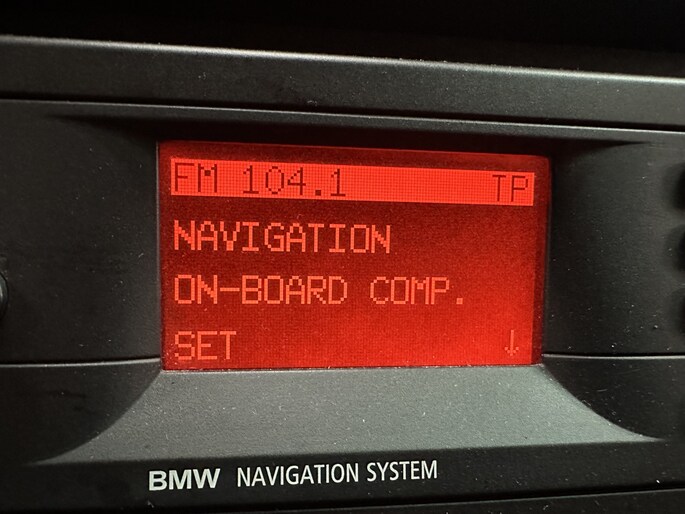 FM 104.1 TP
NAVIGATION
ON-BOARD COMP.
SET ↓
BMW NAVIGATION SYSTEM